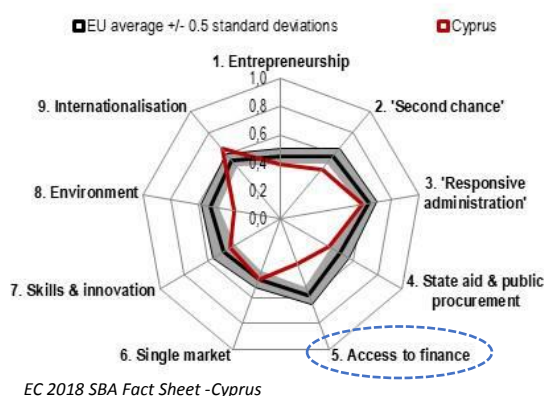 EU average +/- 0.5 standard deviations
Cyprus
1. Entrepreneurship
1,0
0,8
0,6
0,4
0,2
0,0
2. 'Second chance'
3. 'Responsive
administration'
4. State aid & public
procurement
5. Access to finance
6. Single market
7. Skills & innovation
8. Environment
9. Internationalisation
EC 2018 SBA Fact Sheet -Cyprus